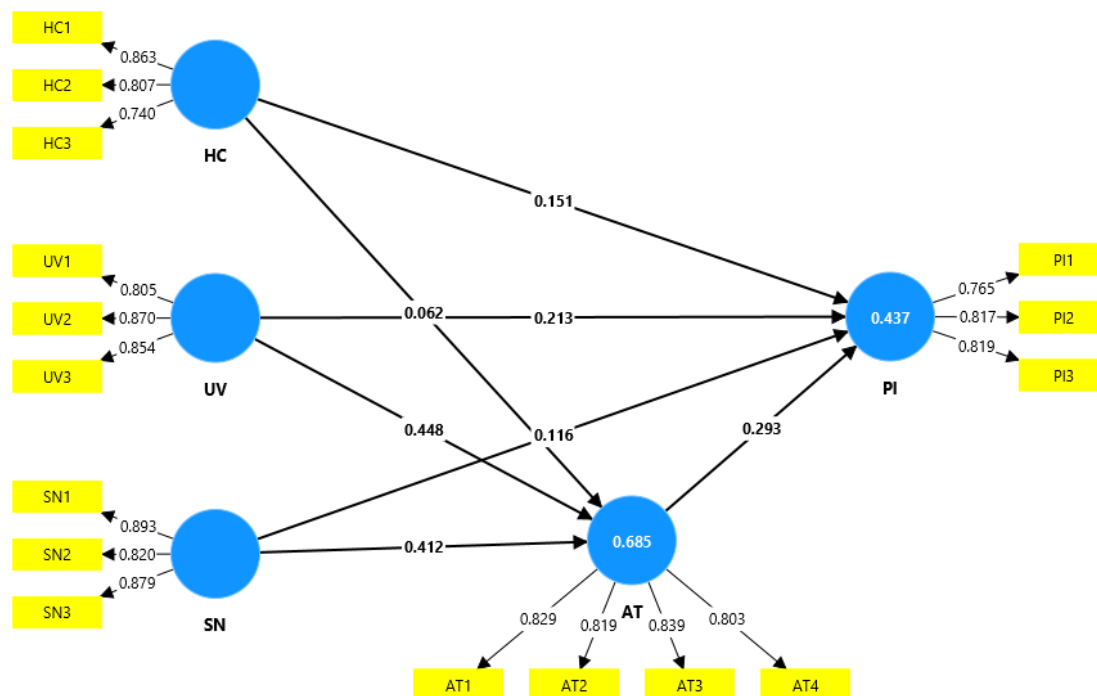 HC1
0.863
HC2
0.807
HC3
0.740
HC
0.151
UV1
0.805
UV2
0.870
UV3
0.854
UV
0.062
0.213
0.448
0.437
PI
0.765
PI1
0.817
PI2
0.819
PI3
0.116
0.293
SN1
0.893
SN2
0.820
SN3
0.879
SN
0.412
0.685
AT
0.829
0.819
0.839
0.803
AT1
AT2
AT3
AT4